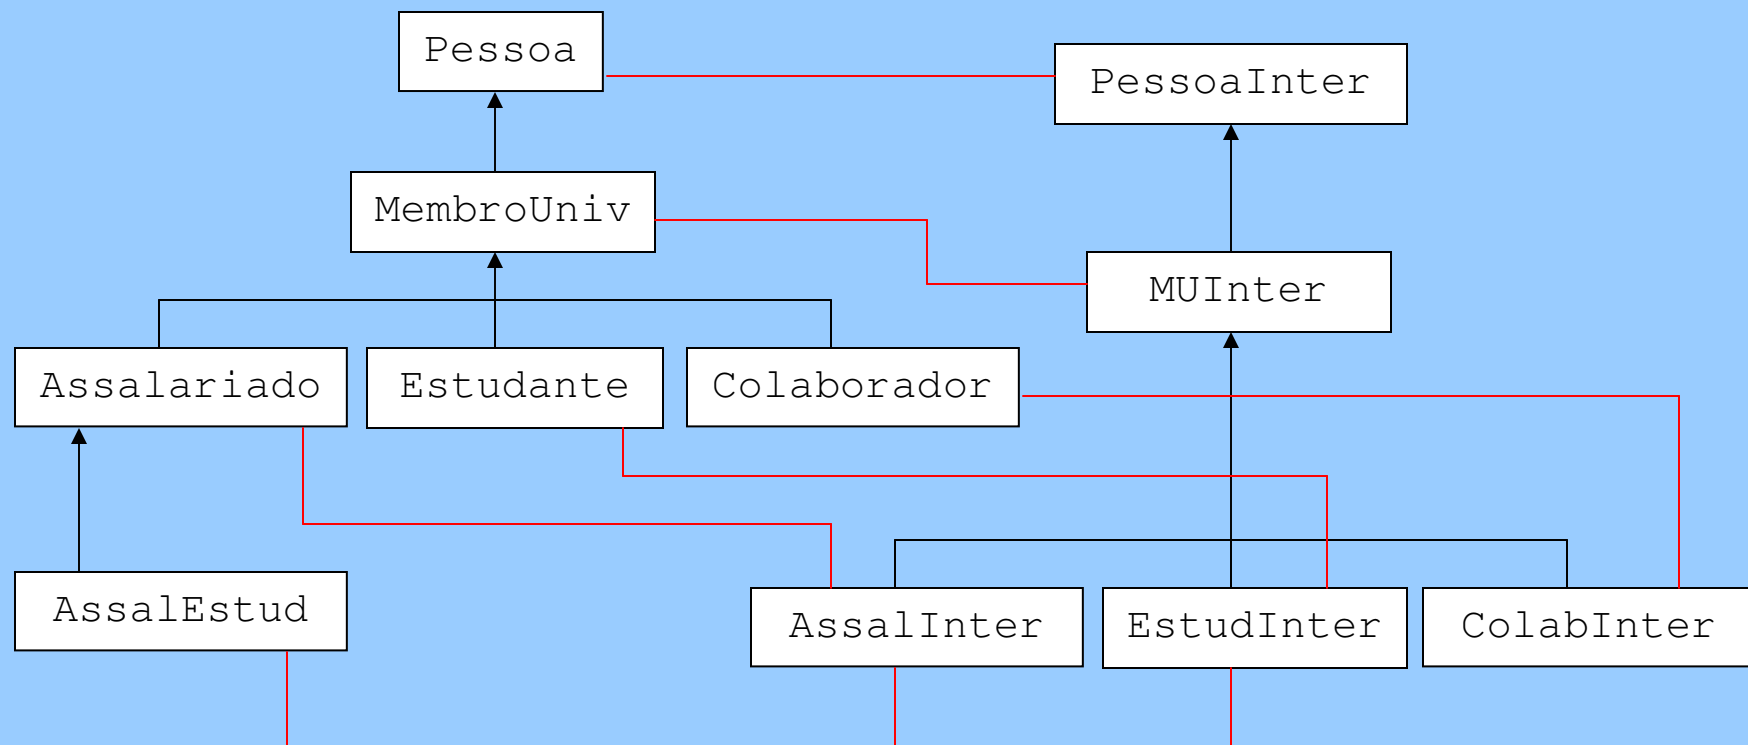 Pessoa
PessoaInter
MembroUniv
MUInter
Assalariado
Estudante
Colaborador
AssalEstud
AssalInter
EstudInter
ColabInter